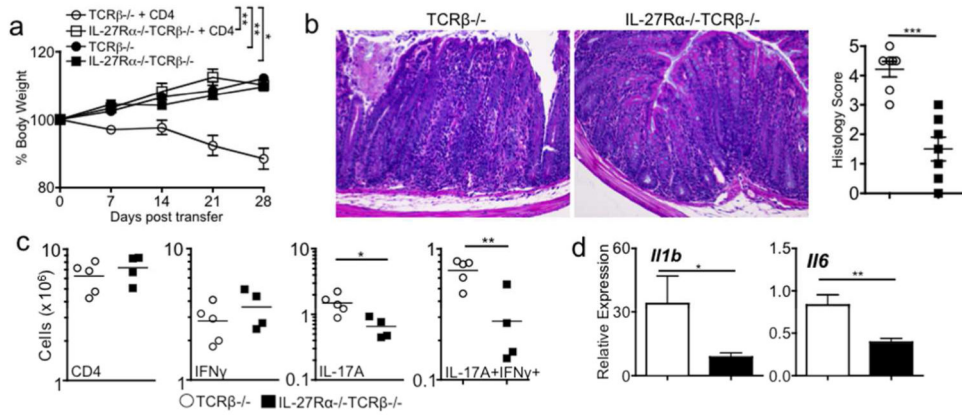 a
TCRβ-/- + CD4
IL-27Rα-/-TCRβ-/- + CD4
TCRβ-/-
IL-27Rα-/-TCRβ-/-
**
**
*
% Body Weight
120
100
80
0 7 14 21 28
Days post transfer
b
TCRβ-/- IL-27Rα-/-TCRβ-/-
***
Histology Score
5
4
3
2
1
0
c
Cells (x 10⁶)
10
1
CD4
10
1
IFNγ
10
1
0.1
*
IL-17A
1
0.1
**
IL-17A+IFNγ+
TCRβ-/- IL-27Rα-/-TCRβ-/-
d
Relative Expression
60
30
0
Il1b
*
1.0
0.5
0.0
Il6
**